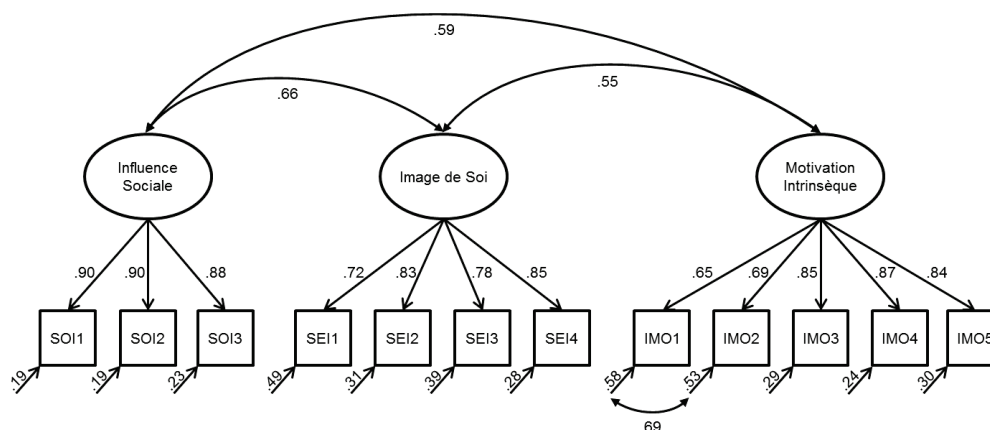 .59
.66
.55
Influence
Sociale
Image de Soi
Motivation
Intrinsèque
.90
.90
.88
.72
.83
.78
.85
.65
.69
.85
.87
.84
SOI1
SOI2
SOI3
SEI1
SEI2
SEI3
SEI4
IMO1
IMO2
IMO3
IMO4
IMO5
.19
.19
.23
.49
.31
.39
.28
.58
.53
.29
.24
.30
.69